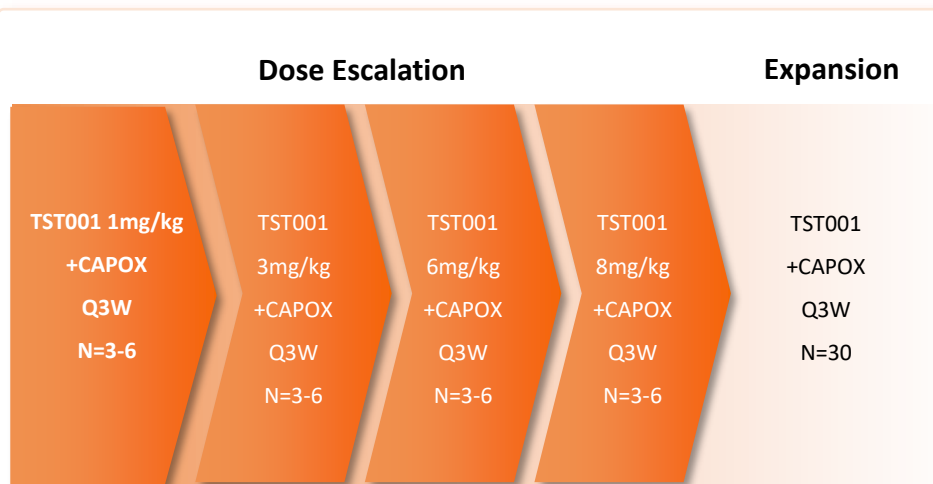 Dose Escalation
Expansion
TST001 1mg/kg
+CAPOX
Q3W
N=3-6
TST001
3mg/kg
+CAPOX
Q3W
N=3-6
TST001
6mg/kg
+CAPOX
Q3W
N=3-6
TST001
8mg/kg
+CAPOX
Q3W
N=3-6
TST001
+CAPOX
Q3W
N=30